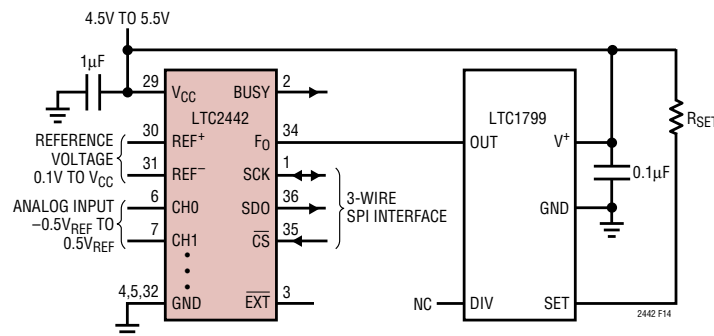 4.5V TO 5.5V
1µF
29
VCC
BUSY
2
LTC2442
30
REF+
FO
34
REFERENCE
VOLTAGE
0.1V TO VCC
31
REF–
SCK
1
6
CH0
SDO
36
ANALOG INPUT
–0.5VREF TO
0.5VREF
7
CH1
CS
35
3-WIRE
SPI INTERFACE
4,5,32
GND
EXT
3
LTC1799
OUT
V+
RSET
0.1µF
GND
NC
DIV
SET
2442 F14